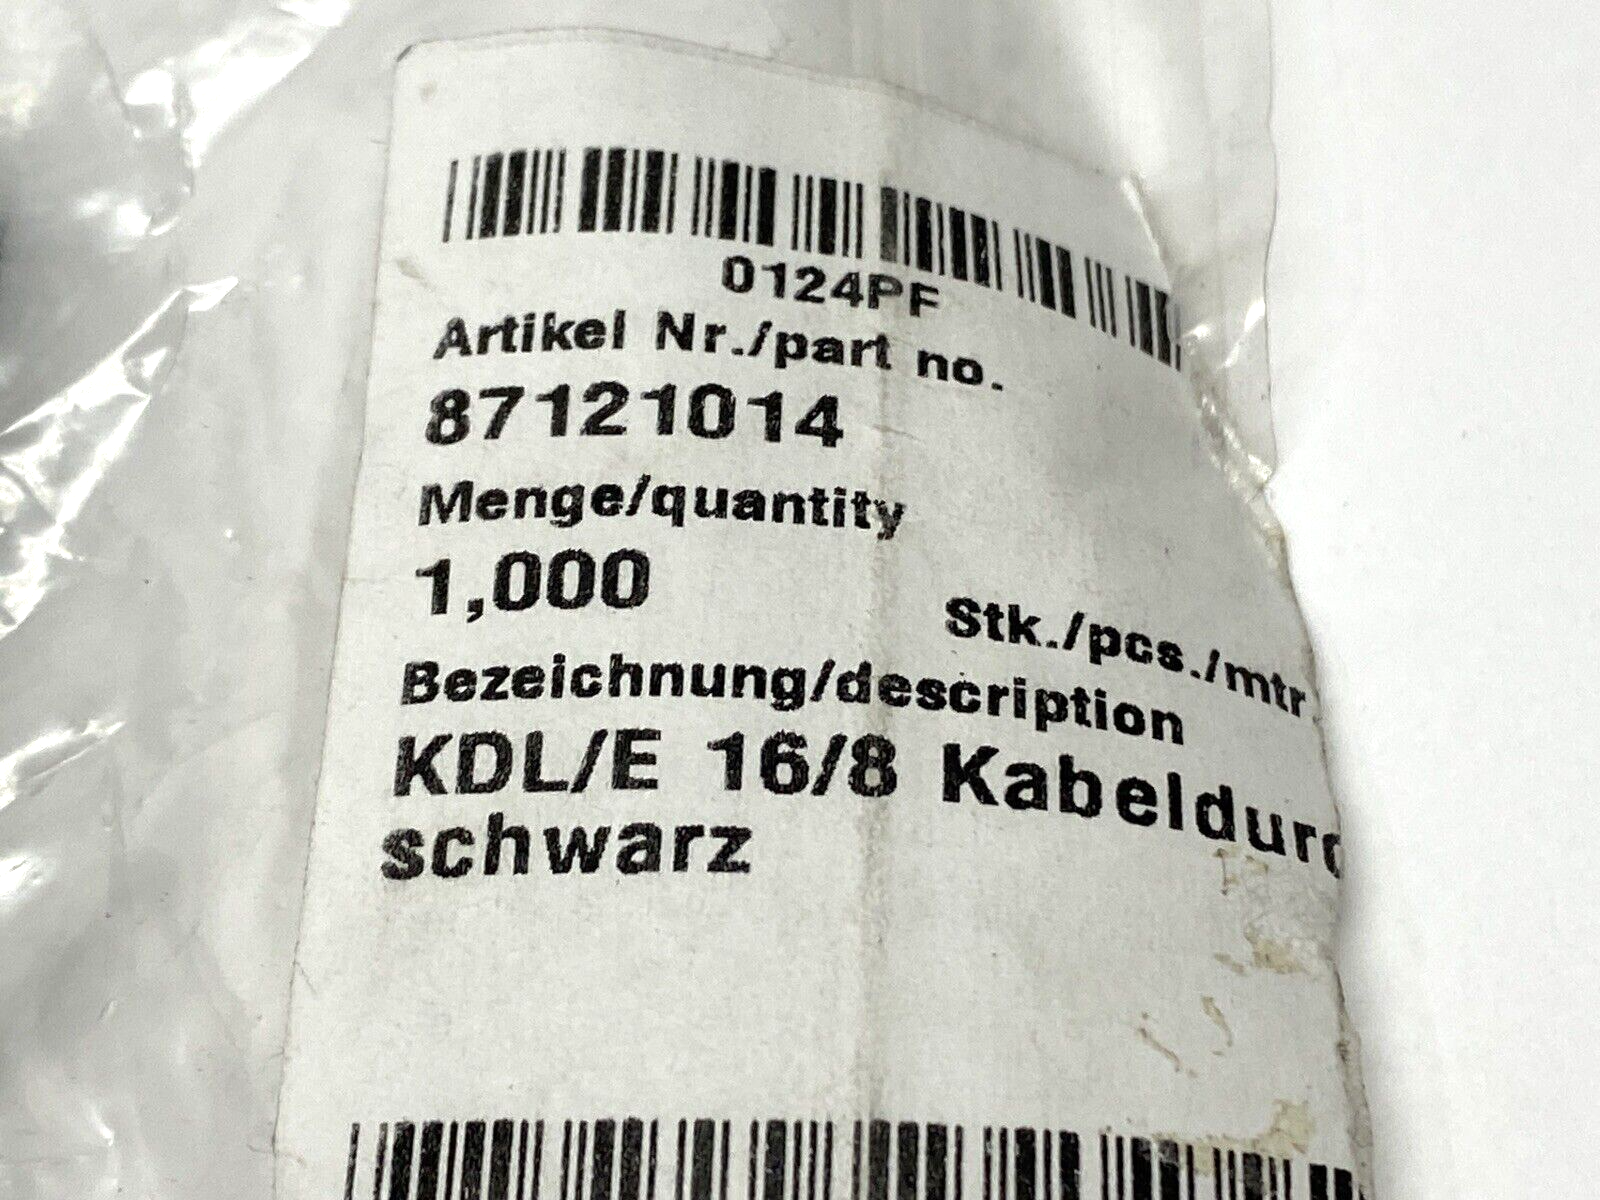 0124PF
Artikel Nr./part no.
87121014
Menge/quantity
1,000
Stk./pcs./mtr.
Bezeichnung/description
KDL/E 16/8 Kabeldurc
schwarz